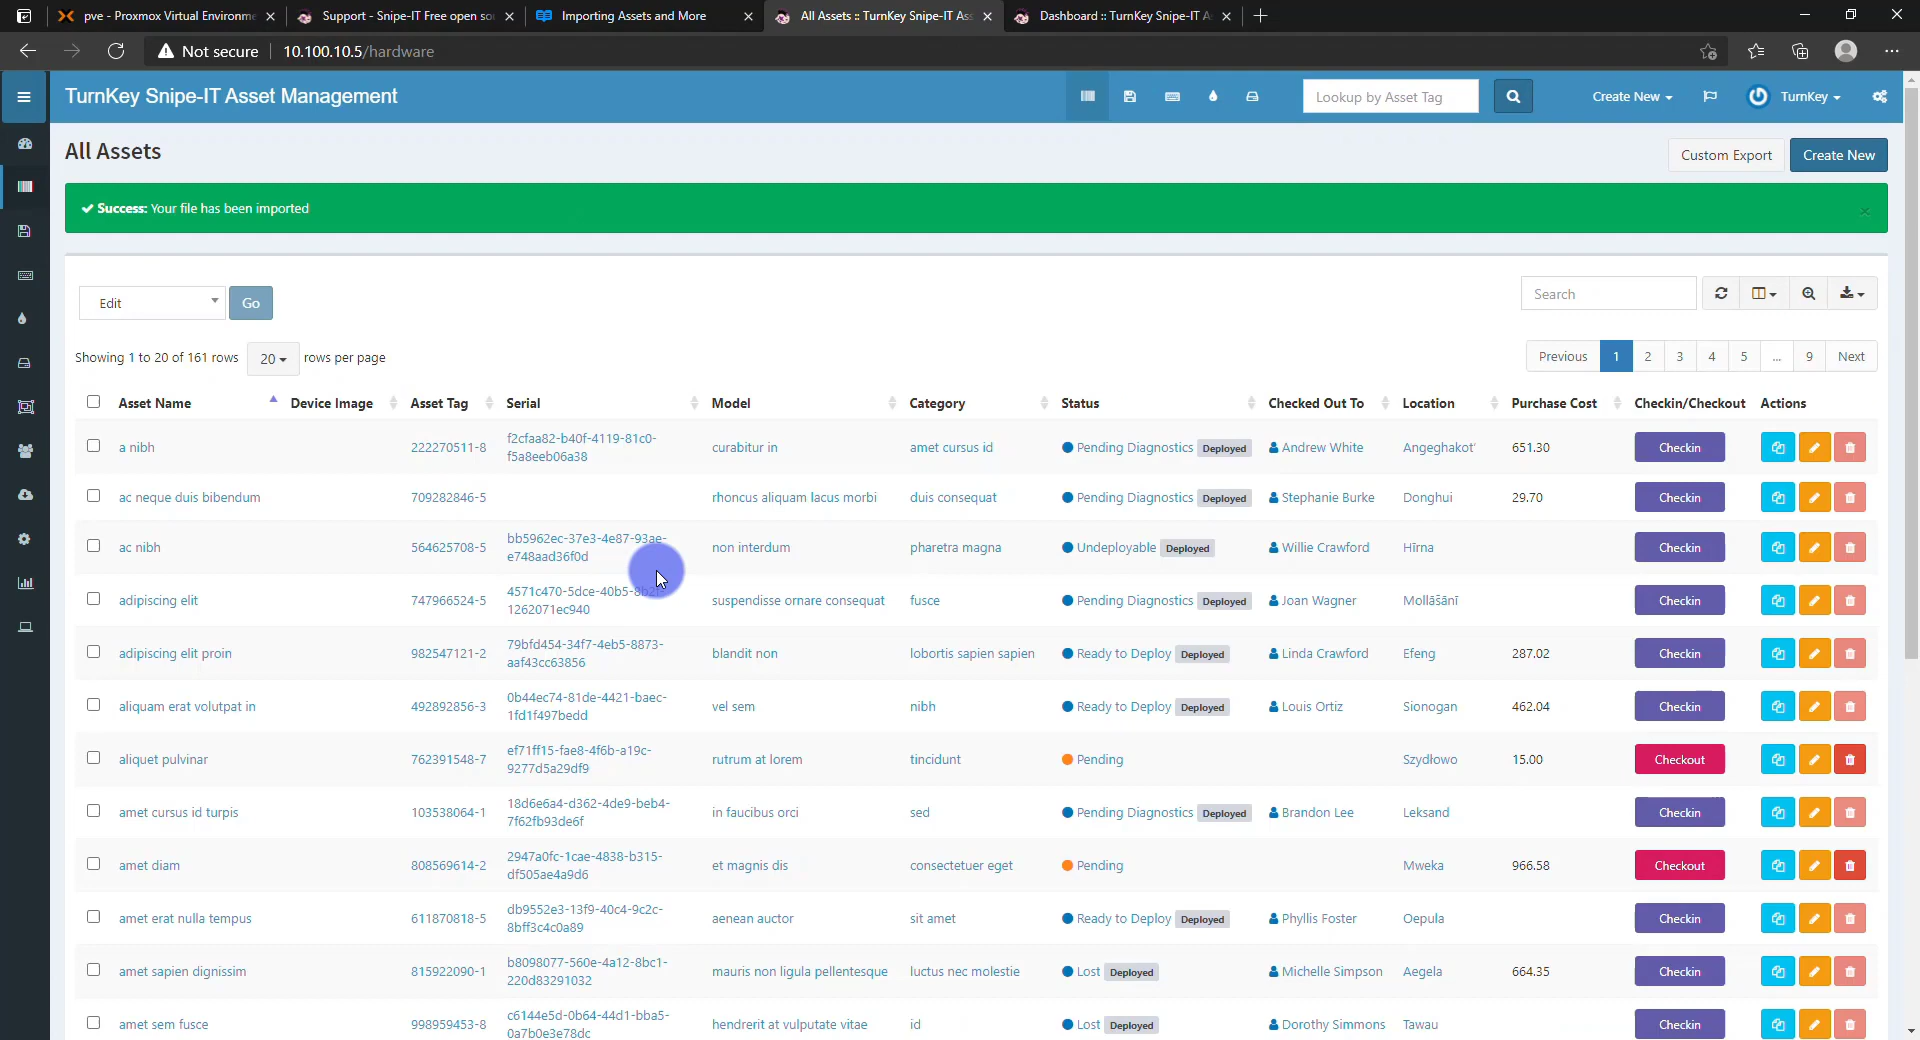 pve - Proxmox Virtual Environme
Support - Snipe-IT Free open so
Importing Assets and More
All Assets :: TurnKey Snipe-IT As
Dashboard :: TurnKey Snipe-IT A
Not secure 10.100.10.5/hardware
TurnKey Snipe-IT Asset Management
Lookup by Asset Tag
Create New
TurnKey
All Assets
Custom Export
Create New
Success: Your file has been imported
Edit
Go
Search
Showing 1 to 20 of 161 rows 20 rows per page
Previous 1 2 3 4 5 ... 9 Next
Asset Name Device Image Asset Tag Serial Model Category Status Checked Out To Location Purchase Cost Checkin/Checkout Actions
a nibh 222270511-8 f2cfaa82-b40f-4119-81c0-f5a8eeb06a38 curabitur in amet cursus id Pending Diagnostics Deployed Andrew White Angeghakot' 651.30 Checkin
ac neque duis bibendum 709282846-5 rhoncus aliquam lacus morbi duis consequat Pending Diagnostics Deployed Stephanie Burke Donghui 29.70 Checkin
ac nibh 564625708-5 bb5962ec-37e3-4e87-93ae-e748aad36f0d non interdum pharetra magna Undeployable Deployed Willie Crawford Hīrna Checkin
adipiscing elit 747966524-5 4571c470-5dce-40b5-8b2f-1262071ec940 suspendisse ornare consequat fusce Pending Diagnostics Deployed Joan Wagner Mollāšānī Checkin
adipiscing elit proin 982547121-2 79bfd454-34f7-4eb5-8873-aaf43cc63856 blandit non lobortis sapien sapien Ready to Deploy Deployed Linda Crawford Efeng 287.02 Checkin
aliquam erat volutpat in 492892856-3 0b44ec74-81de-4421-baec-1fd1f497bedd vel sem nibh Ready to Deploy Deployed Louis Ortiz Sionogan 462.04 Checkin
aliquet pulvinar 762391548-7 ef71ff15-fae8-4f6b-a19c-9277d5a29df9 rutrum at lorem tincidunt Pending Szydłowo 15.00 Checkout
amet cursus id turpis 103538064-1 18d6e6a4-d362-4de9-beb4-7f62fb93de6f in faucibus orci sed Pending Diagnostics Deployed Brandon Lee Leksand Checkin
amet diam 808569614-2 2947a0fc-1cae-4838-b315-df505ae4a9d6 et magnis dis consectetuer eget Pending Mweka 966.58 Checkout
amet erat nulla tempus 611870818-5 db9552e3-13f9-40c4-9c2c-8bff3c4c0a89 aenean auctor sit amet Ready to Deploy Deployed Phyllis Foster Oepula Checkin
amet sapien dignissim 815922090-1 b8098077-560e-4a12-8bc1-220d83291032 mauris non ligula pellentesque luctus nec molestie Lost Deployed Michelle Simpson Aegela 664.35 Checkin
amet sem fusce 998959453-8 c6144e5d-0b64-44d1-bba5-0a7b0e3e78dc hendrerit at vulputate vitae id Lost Deployed Dorothy Simmons Tawau Checkin